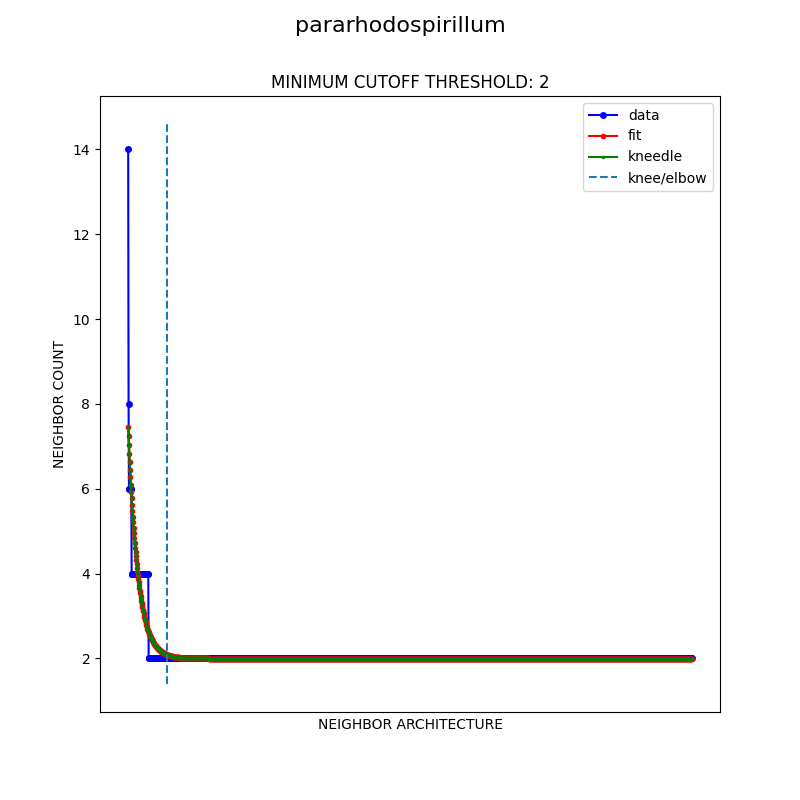 pararhodospirillum
MINIMUM CUTOFF THRESHOLD: 2
data
fit
kneedle
knee/elbow
14
12
10
8
6
4
2
NEIGHBOR COUNT
NEIGHBOR ARCHITECTURE